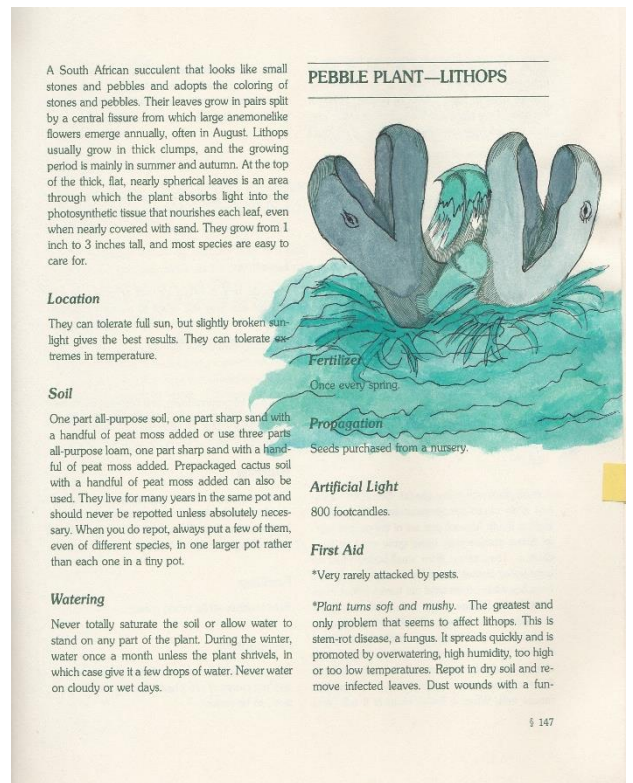 A South African succulent that looks like small
stones and pebbles and adopts the coloring of
stones and pebbles. Their leaves grow in pairs split
by a central fissure from which large anemonelike
flowers emerge annually, often in August. Lithops
usually grow in thick clumps, and the growing
period is mainly in summer and autumn. At the top
of the thick, flat, nearly spherical leaves is an area
through which the plant absorbs light into the
photosynthetic tissue that nourishes each leaf, even
when nearly covered with sand. They grow from 1
inch to 3 inches tall, and most species are easy to
care for.
Location
They can tolerate full sun, but slightly broken sun-
light gives the best results. They can tolerate ex-
tremes in temperature.
Soil
One part all-purpose soil, one part sharp sand with
a handful of peat moss added or use three parts
all-purpose loam, one part sharp sand with a hand-
ful of peat moss added. Prepackaged cactus soil
with a handful of peat moss added can also be
used. They live for many years in the same pot and
should never be repotted unless absolutely neces-
sary. When you do repot, always put a few of them,
even of different species, in one larger pot rather
than each one in a tiny pot.
Watering
Never totally saturate the soil or allow water to
stand on any part of the plant. During the winter,
water once a month unless the plant shrivels, in
which case give it a few drops of water. Never water
on cloudy or wet days.
PEBBLE PLANT—LITHOPS
Fertilizer
Once every spring.
Propagation
Seeds purchased from a nursery.
Artificial Light
800 footcandles.
First Aid
*Very rarely attacked by pests.
*Plant turns soft and mushy. The greatest and
only problem that seems to affect lithops. This is
stem-rot disease, a fungus. It spreads quickly and is
promoted by overwatering, high humidity, too high
or too low temperatures. Repot in dry soil and re-
move infected leaves. Dust wounds with a fun-
§ 147